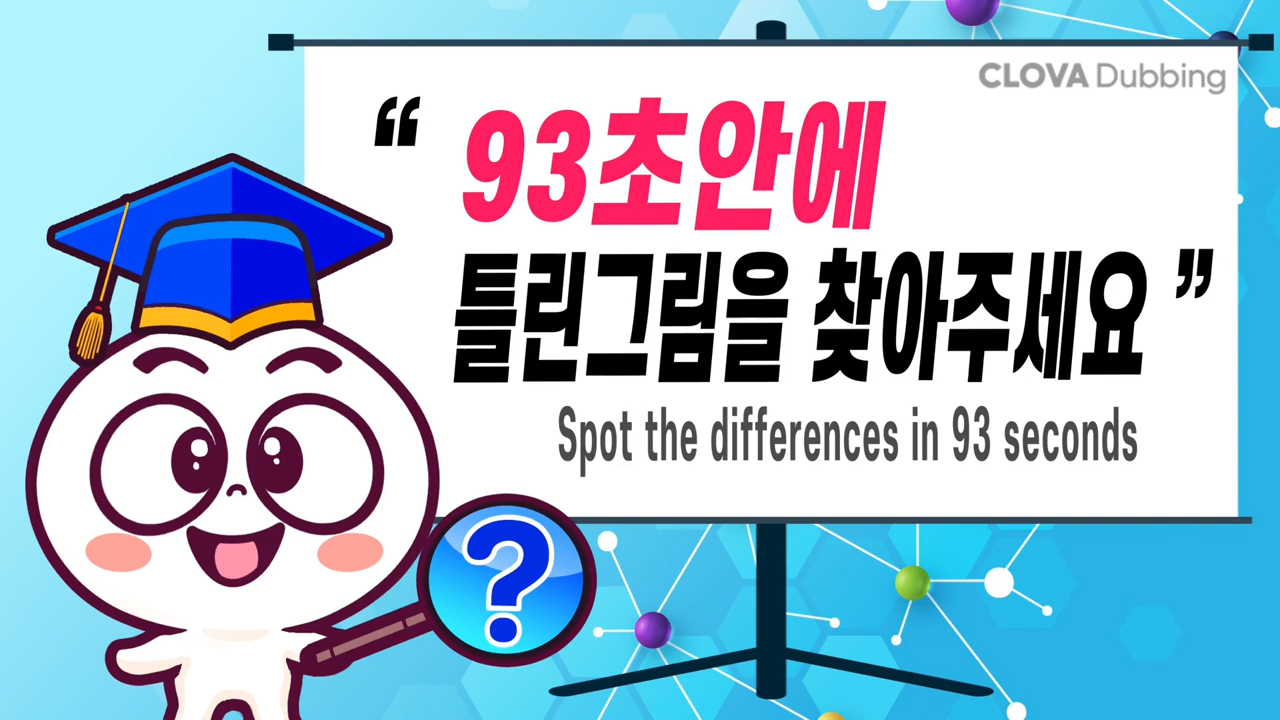 CLOVA Dubbing
“ 93초안에
틀린그림을 찾아주세요 ”
Spot the differences in 93 seconds
?